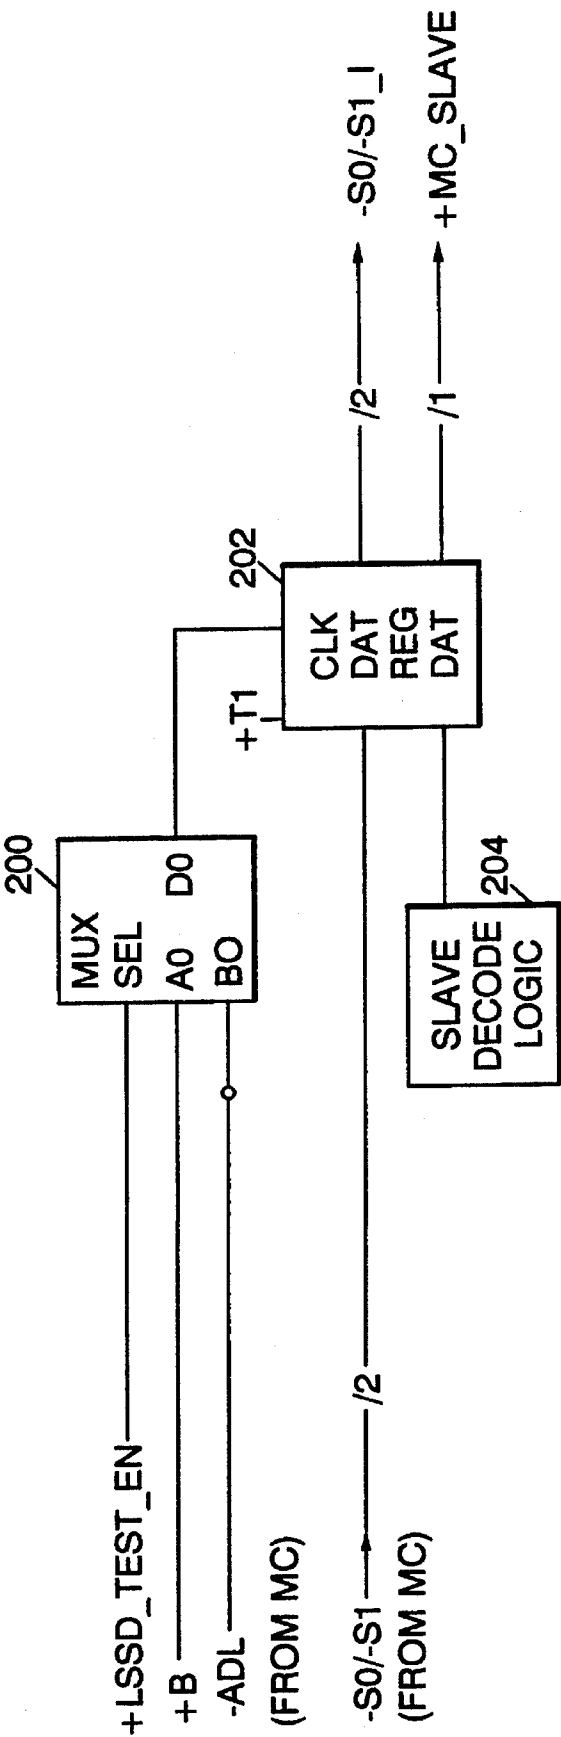 +LSSD_TEST_EN
+B
-ADL
(FROM MC)
-S0/-S1
(FROM MC)
/2
200
MUX
SEL
A0 D0
BO
SLAVE
DECODE
LOGIC
204
+T1
202
CLK
DAT
REG
DAT
/2
/1
-S0/-S1_I
+MC_SLAVE